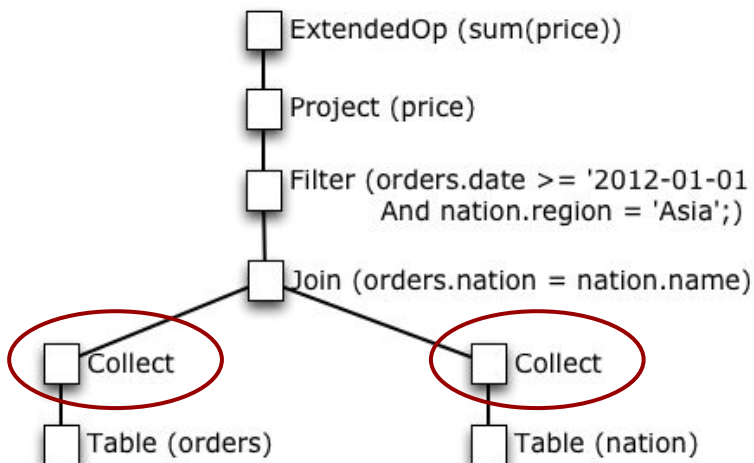 ExtendedOp (sum(price))
Project (price)
Filter (orders.date >= '2012-01-01
And nation.region = 'Asia';)
Join (orders.nation = nation.name)
Collect
Collect
Table (orders)
Table (nation)